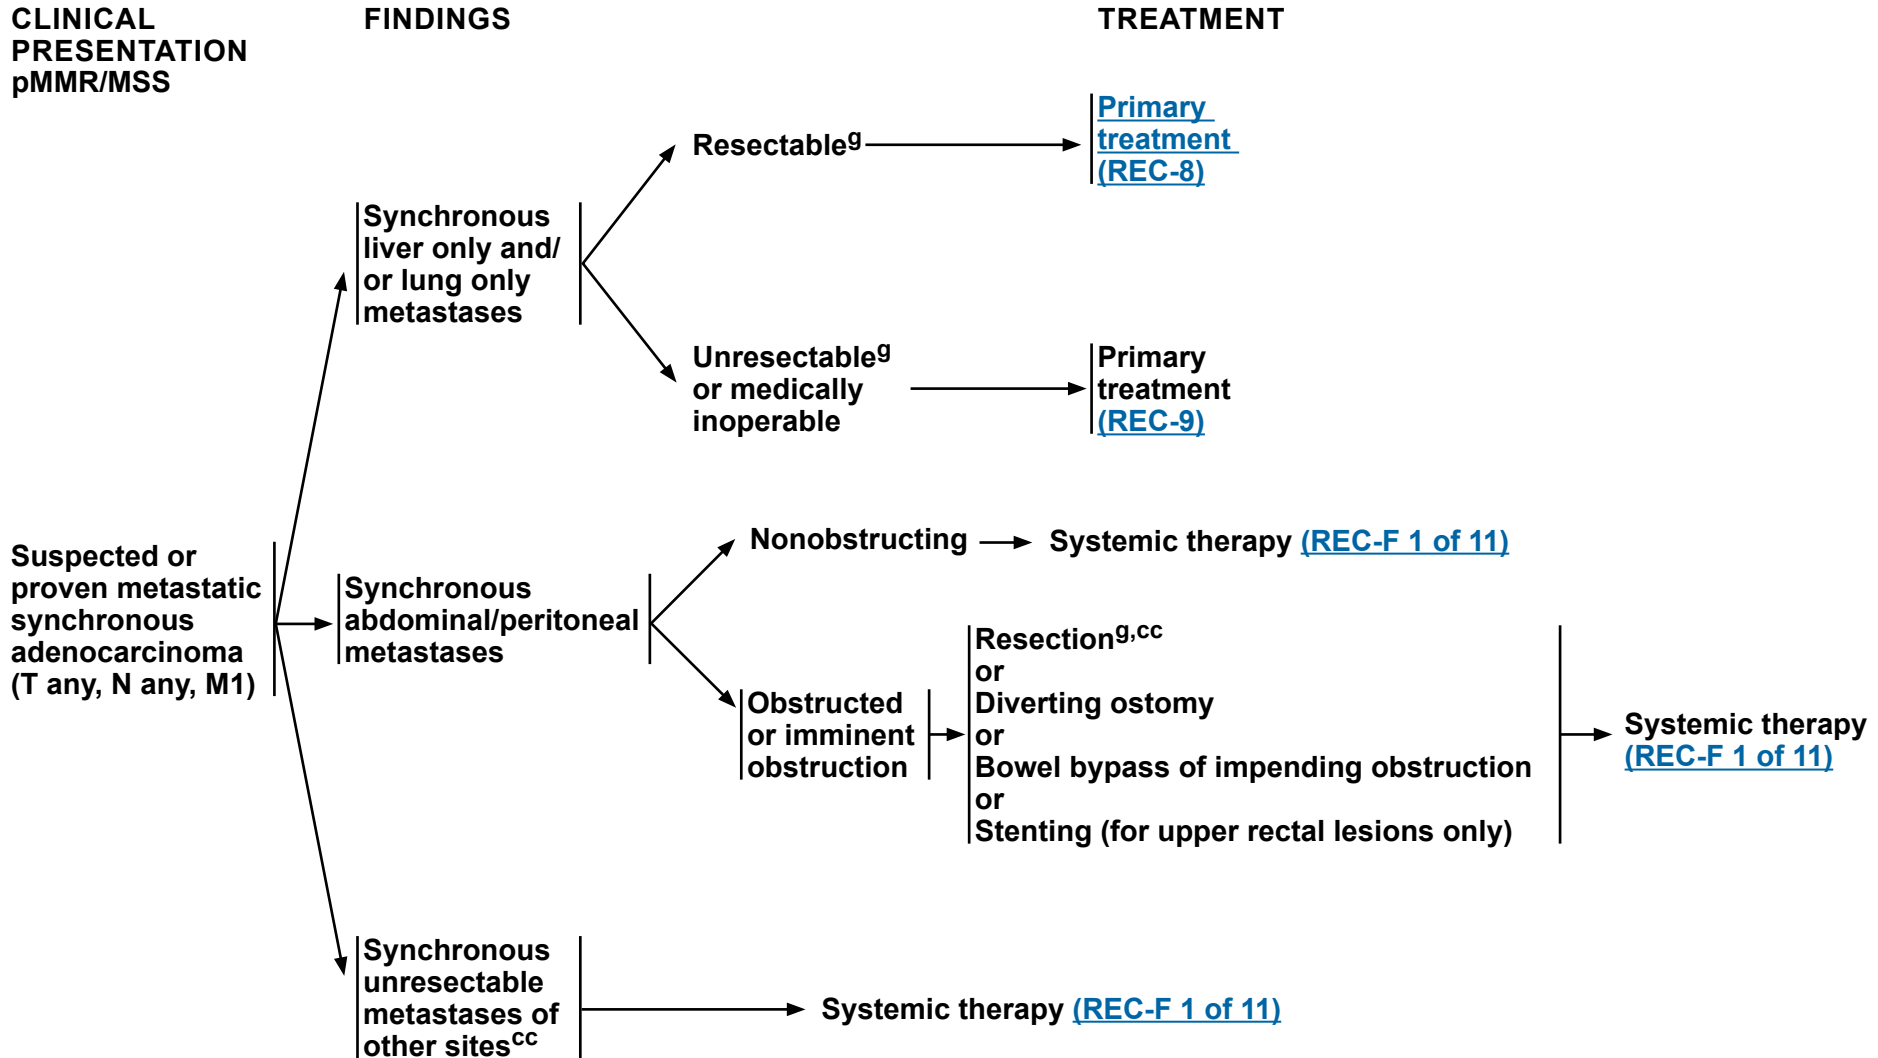 CLINICAL
PRESENTATION
pMMR/MSS
FINDINGS
TREATMENT
Resectableg
Primary
treatment
(REC-8)
Synchronous
liver only and/
or lung only
metastases
Unresectableg
or medically
inoperable
Primary
treatment
(REC-9)
Suspected or
proven metastatic
synchronous
adenocarcinoma
(T any, N any, M1)
Synchronous
abdominal/peritoneal
metastases
Nonobstructing
Systemic therapy (REC-F 1 of 11)
Obstructed
or imminent
obstruction
Resectiong,cc
or
Diverting ostomy
or
Bowel bypass of impending obstruction
or
Stenting (for upper rectal lesions only)
Systemic therapy
(REC-F 1 of 11)
Synchronous
unresectable
metastases of
other sitescc
Systemic therapy (REC-F 1 of 11)